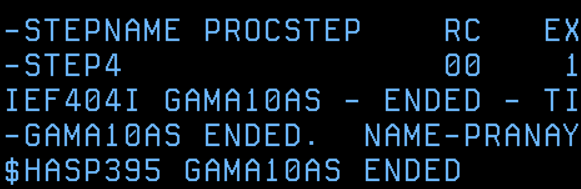 -STEPNAME PROCSTEP    RC   EX
-STEP4                00    1
IEF404I GAMA10AS - ENDED - TI
-GAMA10AS ENDED.  NAME-PRANAY
$HASP395 GAMA10AS ENDED